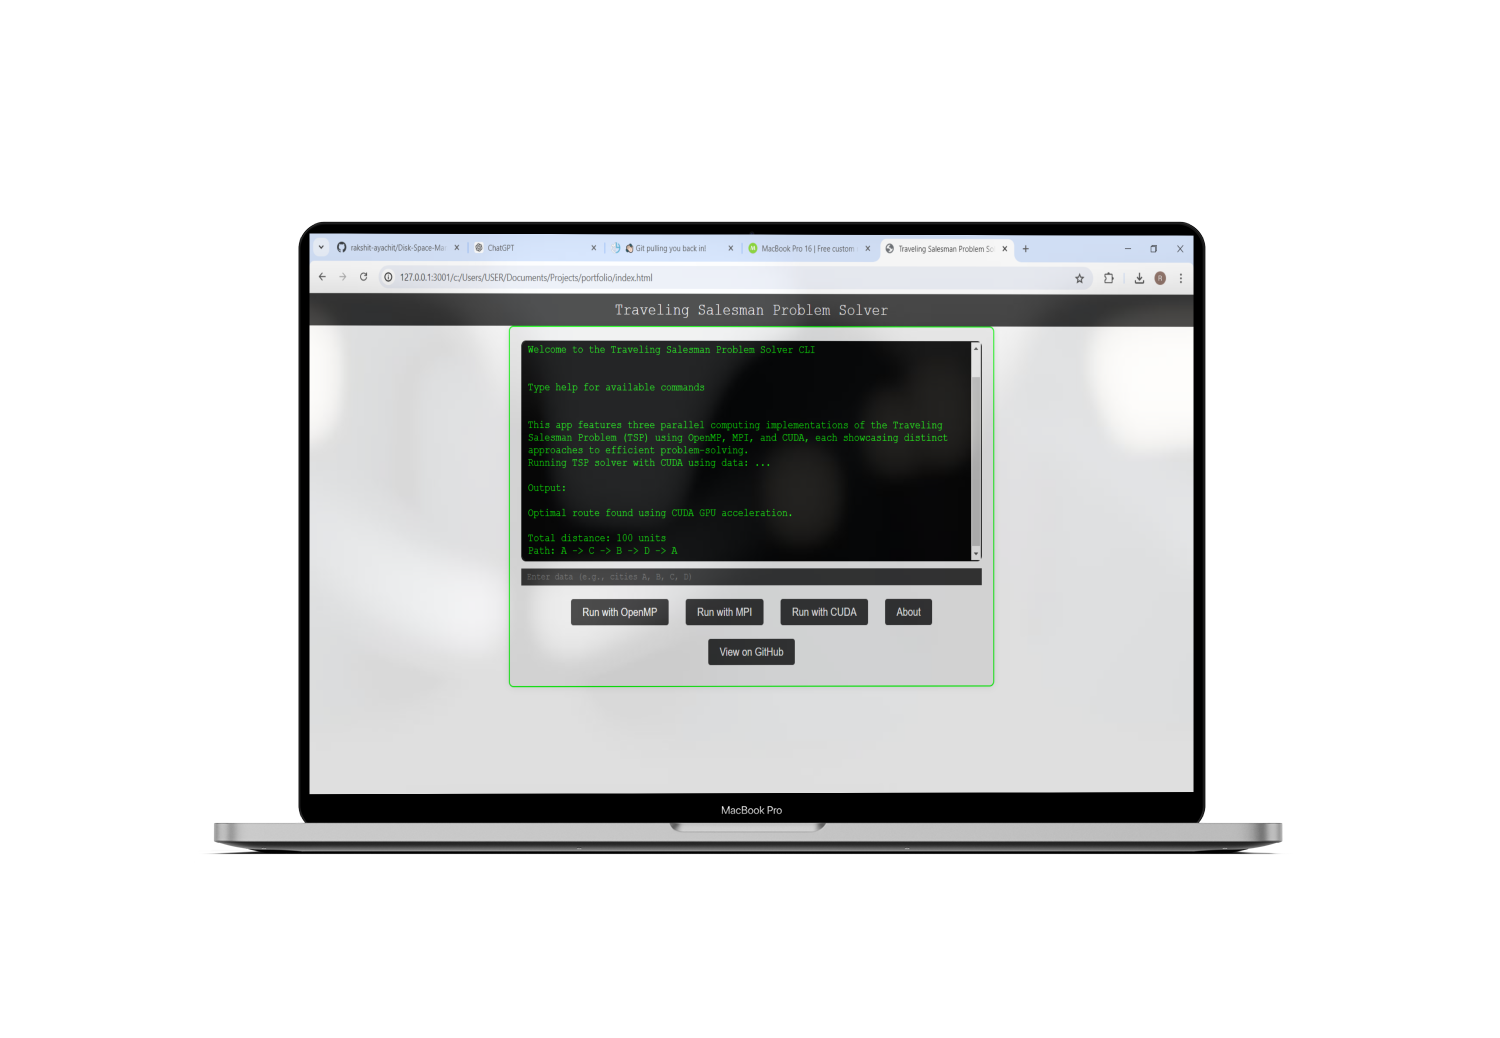 rakshit-ayachit/Disk-Space-Ma
ChatGPT
Git pulling you back in!
MacBook Pro 16 | Free custom
Traveling Salesman Problem So
127.0.0.1:3001/c:/Users/USER/Documents/Projects/portfolio/index.html
R
Traveling Salesman Problem Solver
Welcome to the Traveling Salesman Problem Solver CLI
Type help for available commands
This app features three parallel computing implementations of the Traveling
Salesman Problem (TSP) using OpenMP, MPI, and CUDA, each showcasing distinct
approaches to efficient problem-solving.
Running TSP solver with CUDA using data: ...
Output:
Optimal route found using CUDA GPU acceleration.
Total distance: 100 units
Path: A -> C -> B -> D -> A
Enter data (e.g., cities A, B, C, D)
Run with OpenMP
Run with MPI
Run with CUDA
About
View on GitHub
MacBook Pro